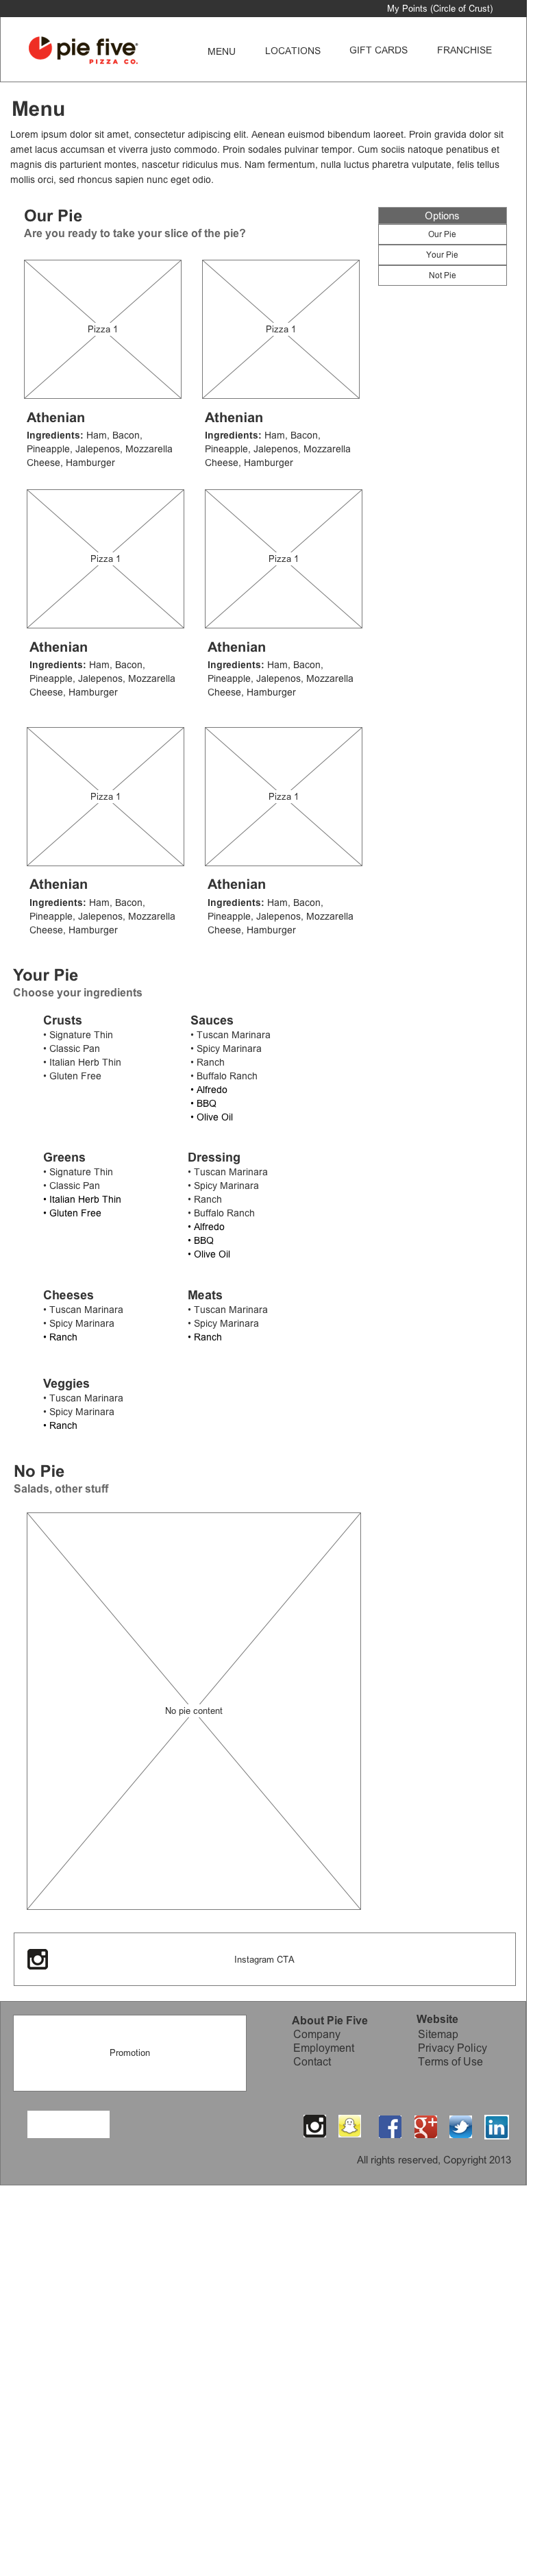 My Points (Circle of Crust)
pie five
PIZZA CO.
MENU
LOCATIONS
GIFT CARDS
FRANCHISE
Menu
Lorem ipsum dolor sit amet, consectetur adipiscing elit. Aenean euismod bibendum laoreet. Proin gravida dolor sit
amet lacus accumsan et viverra justo commodo. Proin sodales pulvinar tempor. Cum sociis natoque penatibus et
magnis dis parturient montes, nascetur ridiculus mus. Nam fermentum, nulla luctus pharetra vulputate, felis tellus
mollis orci, sed rhoncus sapien nunc eget odio.
Our Pie
Are you ready to take your slice of the pie?
Options
Our Pie
Your Pie
Not Pie
Pizza 1
Pizza 1
Athenian
Ingredients: Ham, Bacon,
Pineapple, Jalepenos, Mozzarella
Cheese, Hamburger
Athenian
Ingredients: Ham, Bacon,
Pineapple, Jalepenos, Mozzarella
Cheese, Hamburger
Pizza 1
Pizza 1
Athenian
Ingredients: Ham, Bacon,
Pineapple, Jalepenos, Mozzarella
Cheese, Hamburger
Athenian
Ingredients: Ham, Bacon,
Pineapple, Jalepenos, Mozzarella
Cheese, Hamburger
Pizza 1
Pizza 1
Athenian
Ingredients: Ham, Bacon,
Pineapple, Jalepenos, Mozzarella
Cheese, Hamburger
Athenian
Ingredients: Ham, Bacon,
Pineapple, Jalepenos, Mozzarella
Cheese, Hamburger
Your Pie
Choose your ingredients
Crusts
• Signature Thin
• Classic Pan
• Italian Herb Thin
• Gluten Free
Sauces
• Tuscan Marinara
• Spicy Marinara
• Ranch
• Buffalo Ranch
• Alfredo
• BBQ
• Olive Oil
Greens
• Signature Thin
• Classic Pan
• Italian Herb Thin
• Gluten Free
Dressing
• Tuscan Marinara
• Spicy Marinara
• Ranch
• Buffalo Ranch
• Alfredo
• BBQ
• Olive Oil
Cheeses
• Tuscan Marinara
• Spicy Marinara
• Ranch
Meats
• Tuscan Marinara
• Spicy Marinara
• Ranch
Veggies
• Tuscan Marinara
• Spicy Marinara
• Ranch
No Pie
Salads, other stuff
No pie content
Instagram CTA
Promotion
About Pie Five
Company
Employment
Contact
Website
Sitemap
Privacy Policy
Terms of Use
All rights reserved, Copyright 2013